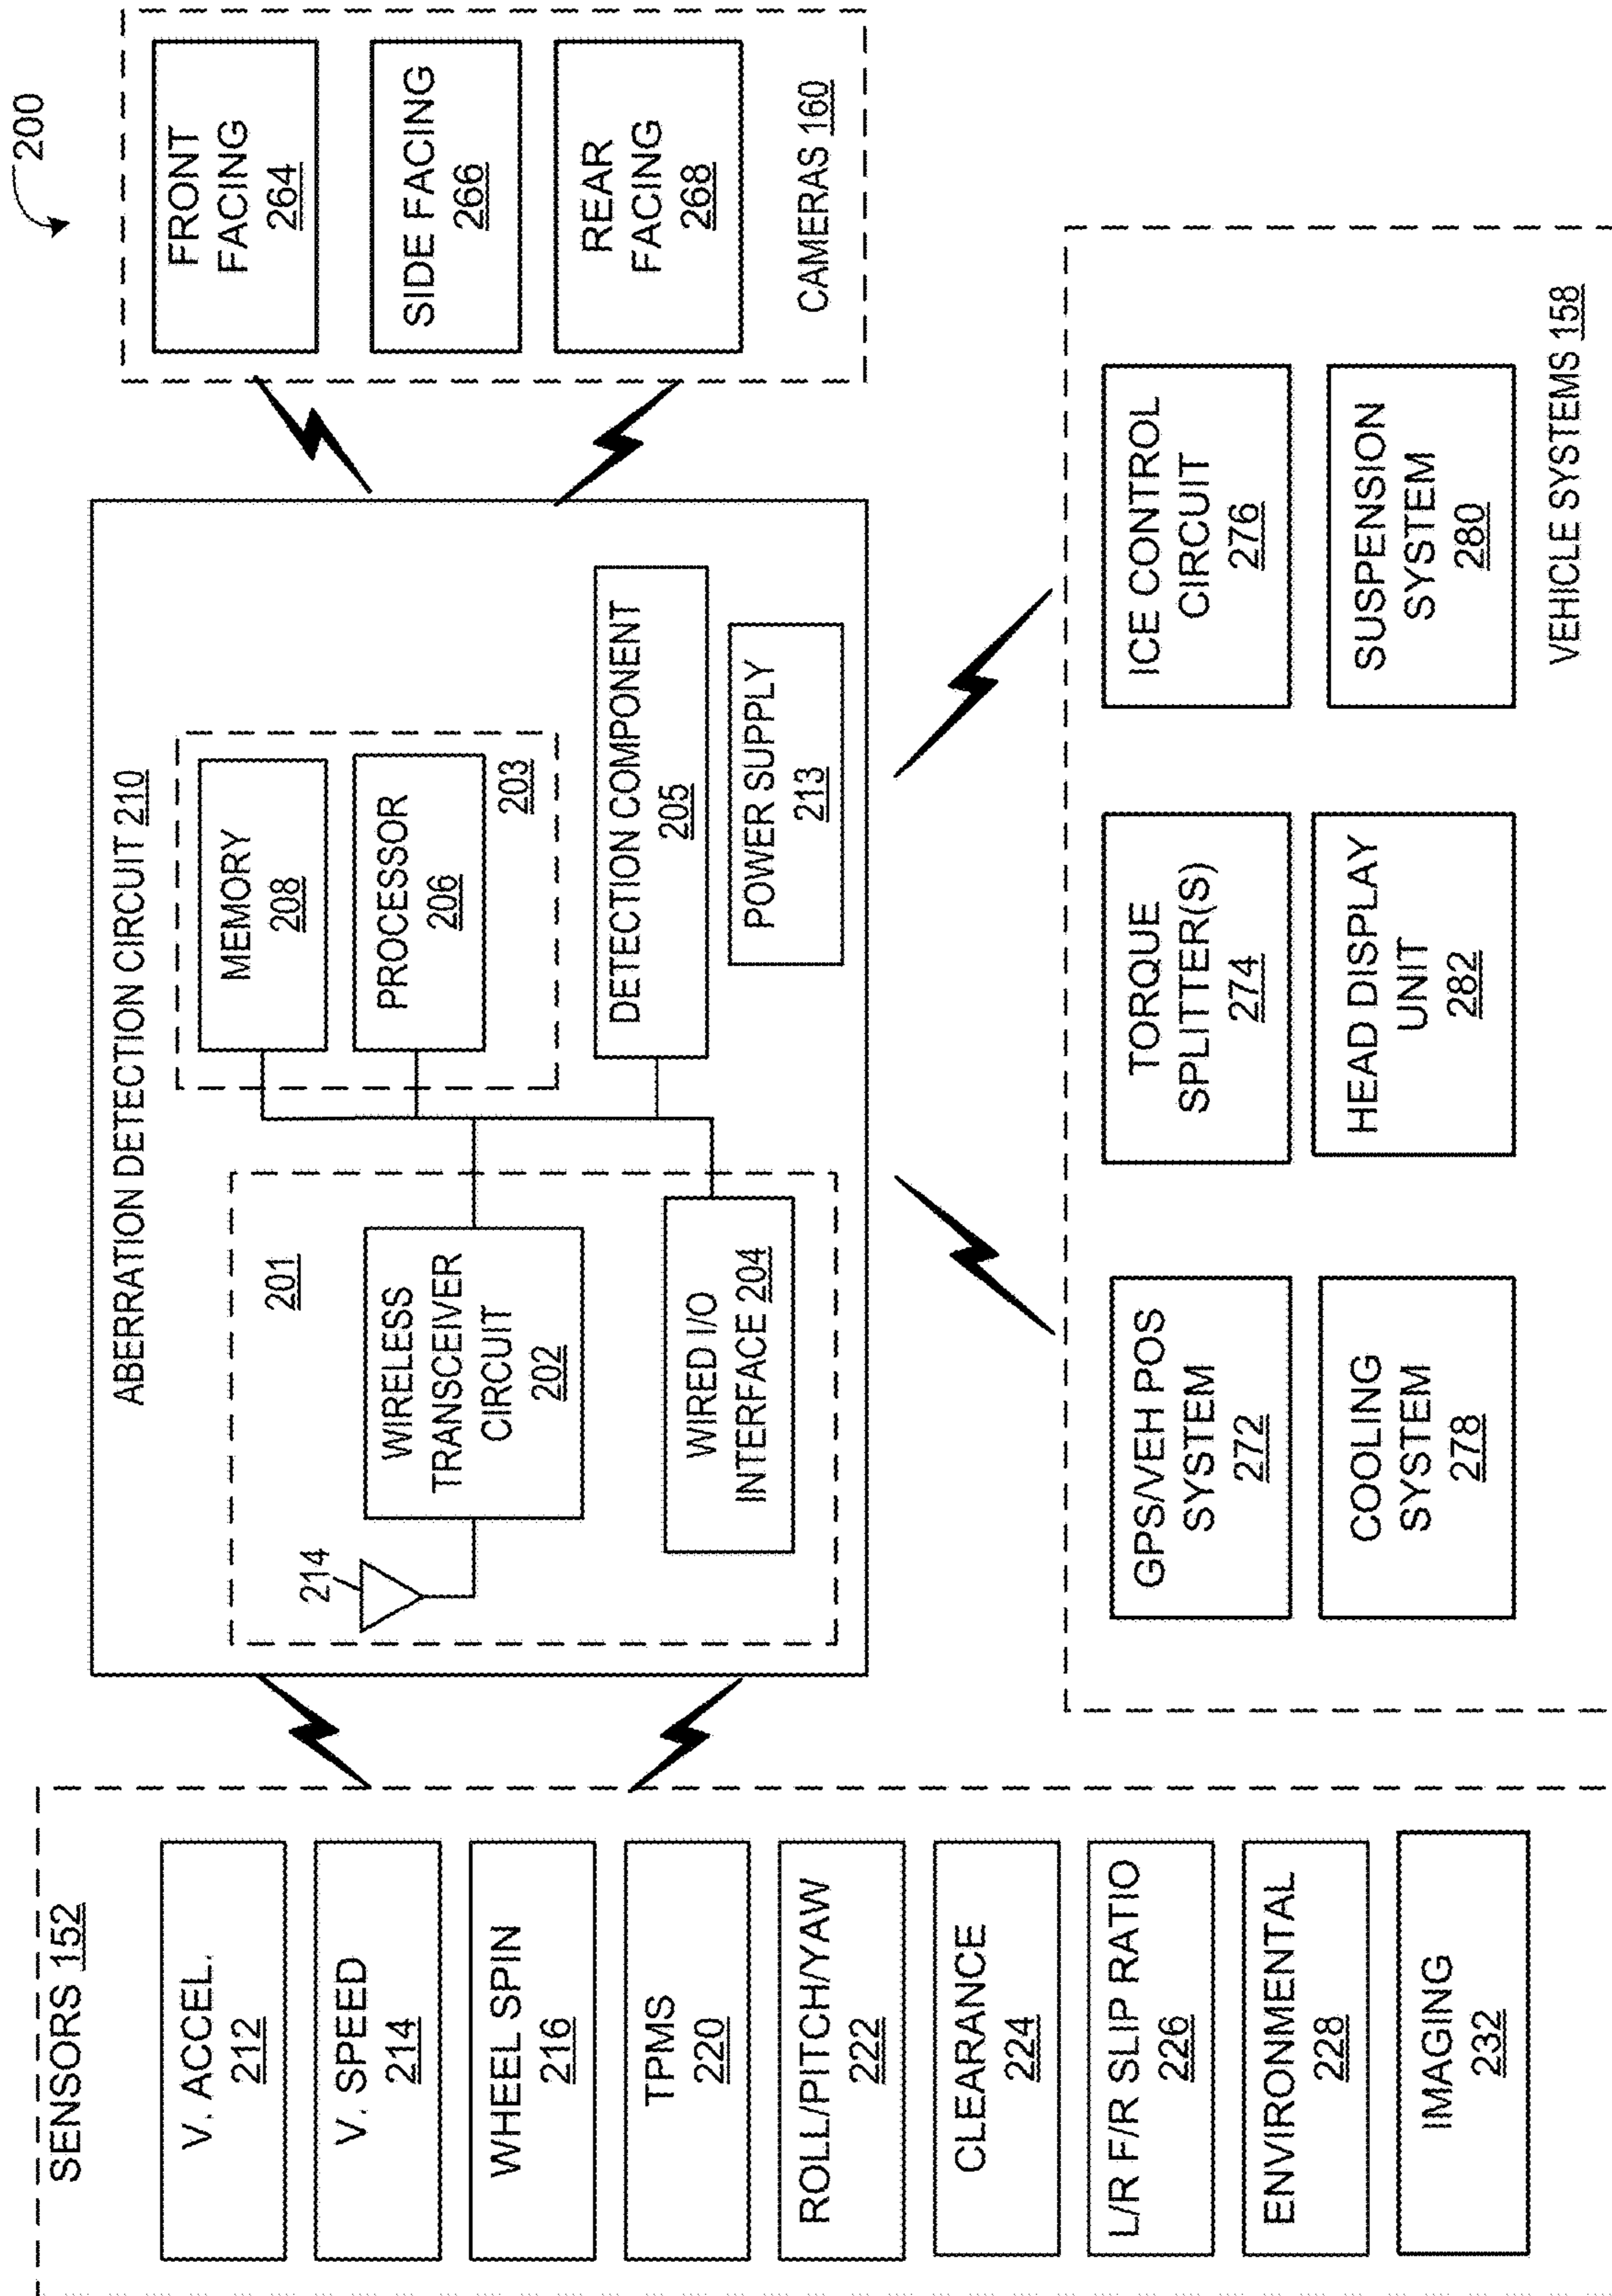 200
SENSORS 152
V. ACCEL.
212
V. SPEED
214
WHEEL SPIN
216
TPMS
220
ROLL/PITCH/YAW
222
CLEARANCE
224
L/R F/R SLIP RATIO
226
ENVIRONMENTAL
228
IMAGING
232
ABERRATION DETECTION CIRCUIT 210
201
214
WIRELESS
TRANSCEIVER
CIRCUIT
202
WIRED I/O
INTERFACE 204
MEMORY
208
PROCESSOR
206
203
DETECTION COMPONENT
205
POWER SUPPLY
213
FRONT
FACING
264
SIDE FACING
266
REAR
FACING
268
CAMERAS 160
GPS/VEH POS
SYSTEM
272
TORQUE
SPLITTER(S)
274
ICE CONTROL
CIRCUIT
276
COOLING
SYSTEM
278
HEAD DISPLAY
UNIT
282
SUSPENSION
SYSTEM
280
VEHICLE SYSTEMS 158